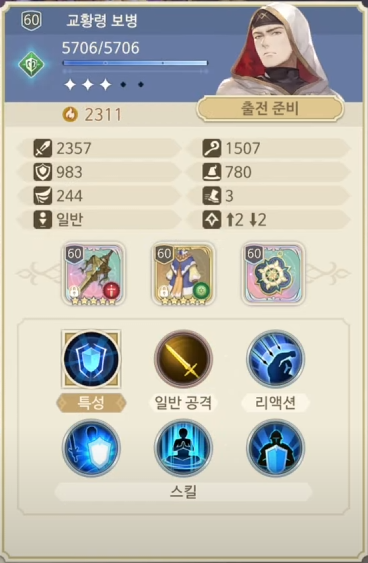 60 교황령 보병
5706/5706
2311
출전 준비
2357 1507
983 780
244 3
일반 ↑2 ↓2
60 60 60
특성 일반 공격 리액션
스킬